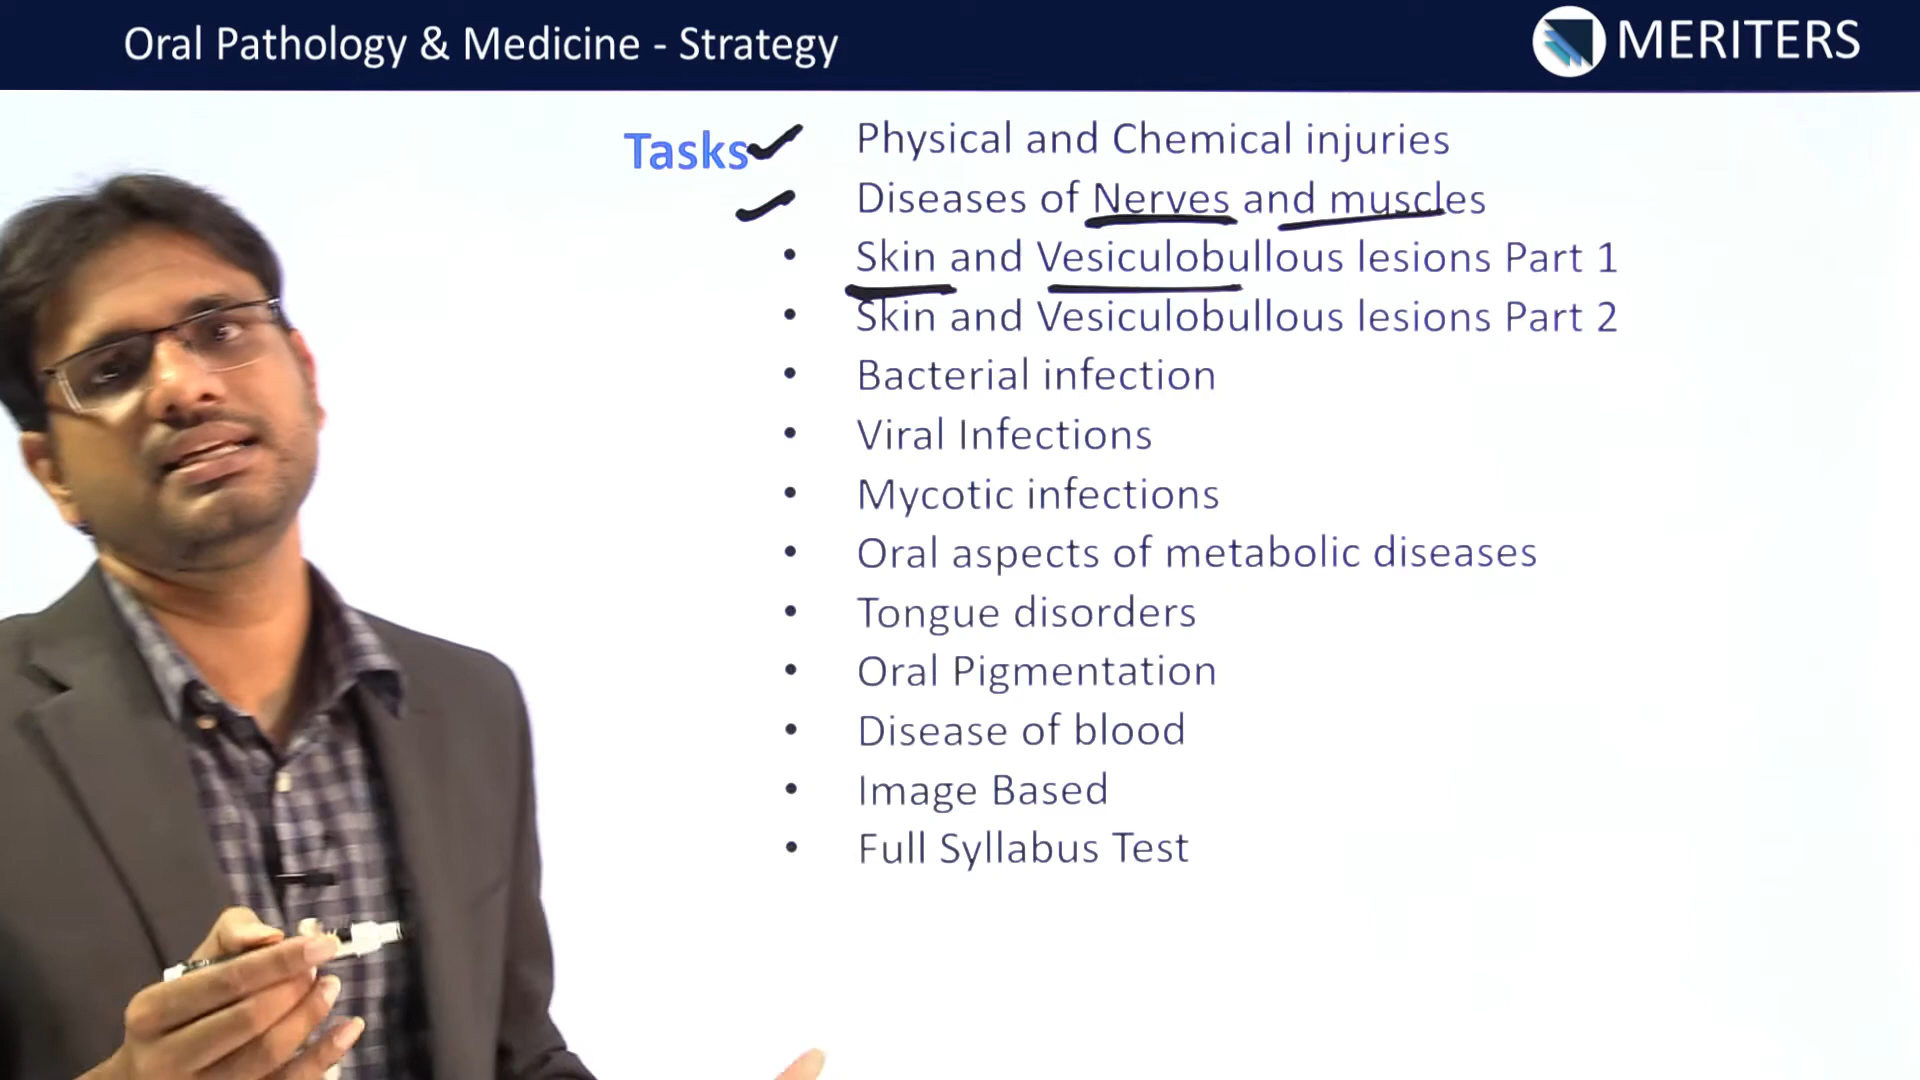 Oral Pathology & Medicine - Strategy
MERITERS
Tasks
Physical and Chemical injuries
Diseases of Nerves and muscles
Skin and Vesiculobullous lesions Part 1
Skin and Vesiculobullous lesions Part 2
Bacterial infection
Viral Infections
Mycotic infections
Oral aspects of metabolic diseases
Tongue disorders
Oral Pigmentation
Disease of blood
Image Based
Full Syllabus Test